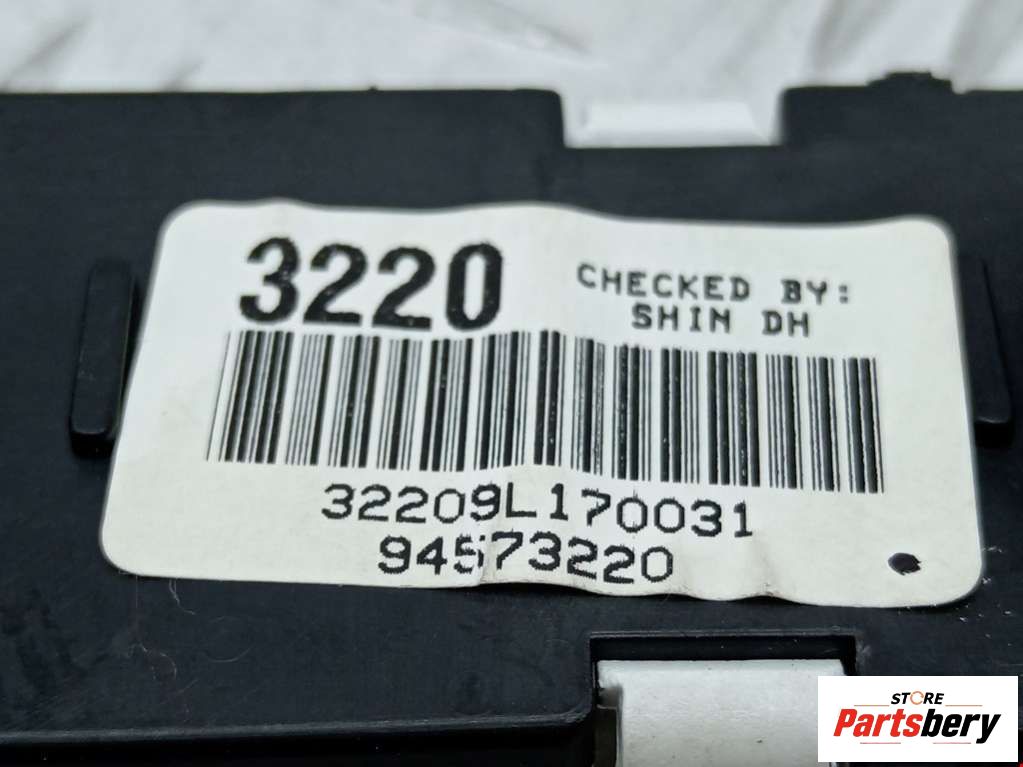 3220
CHECKED BY:
SHIN DH
32209L170031
94573220
STORE
Partsbery